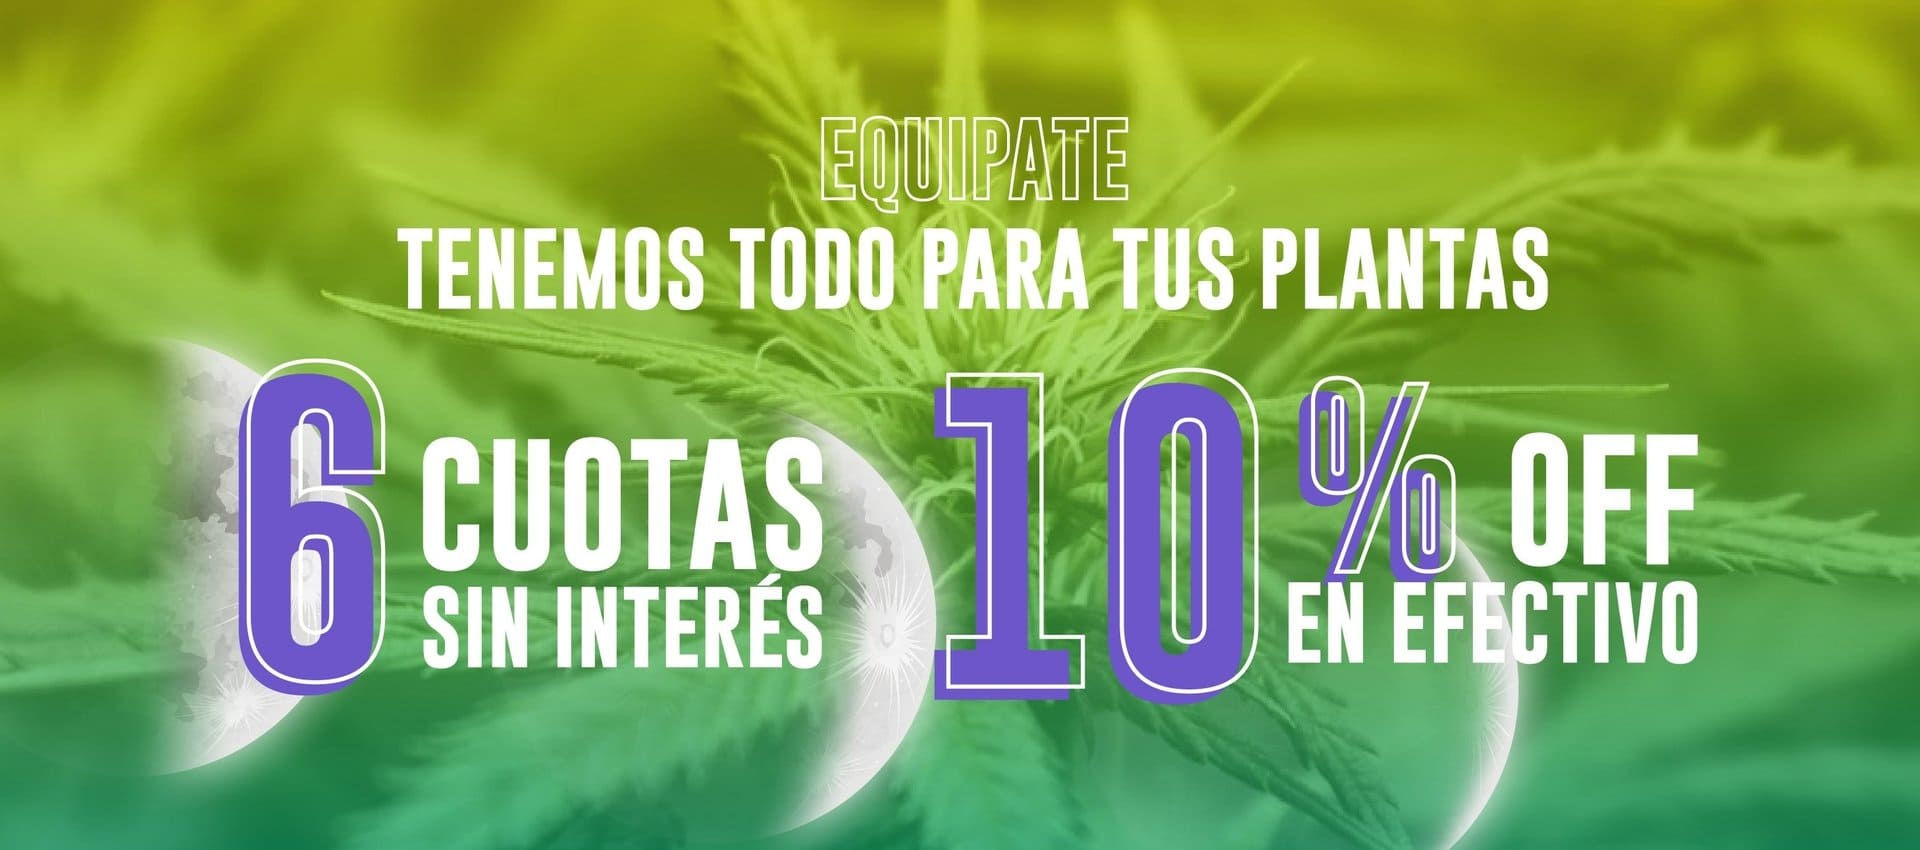 EQUIPATE
TENEMOS TODO PARA TUS PLANTAS
6 CUOTAS
SIN INTERÉS
10% OFF
EN EFECTIVO